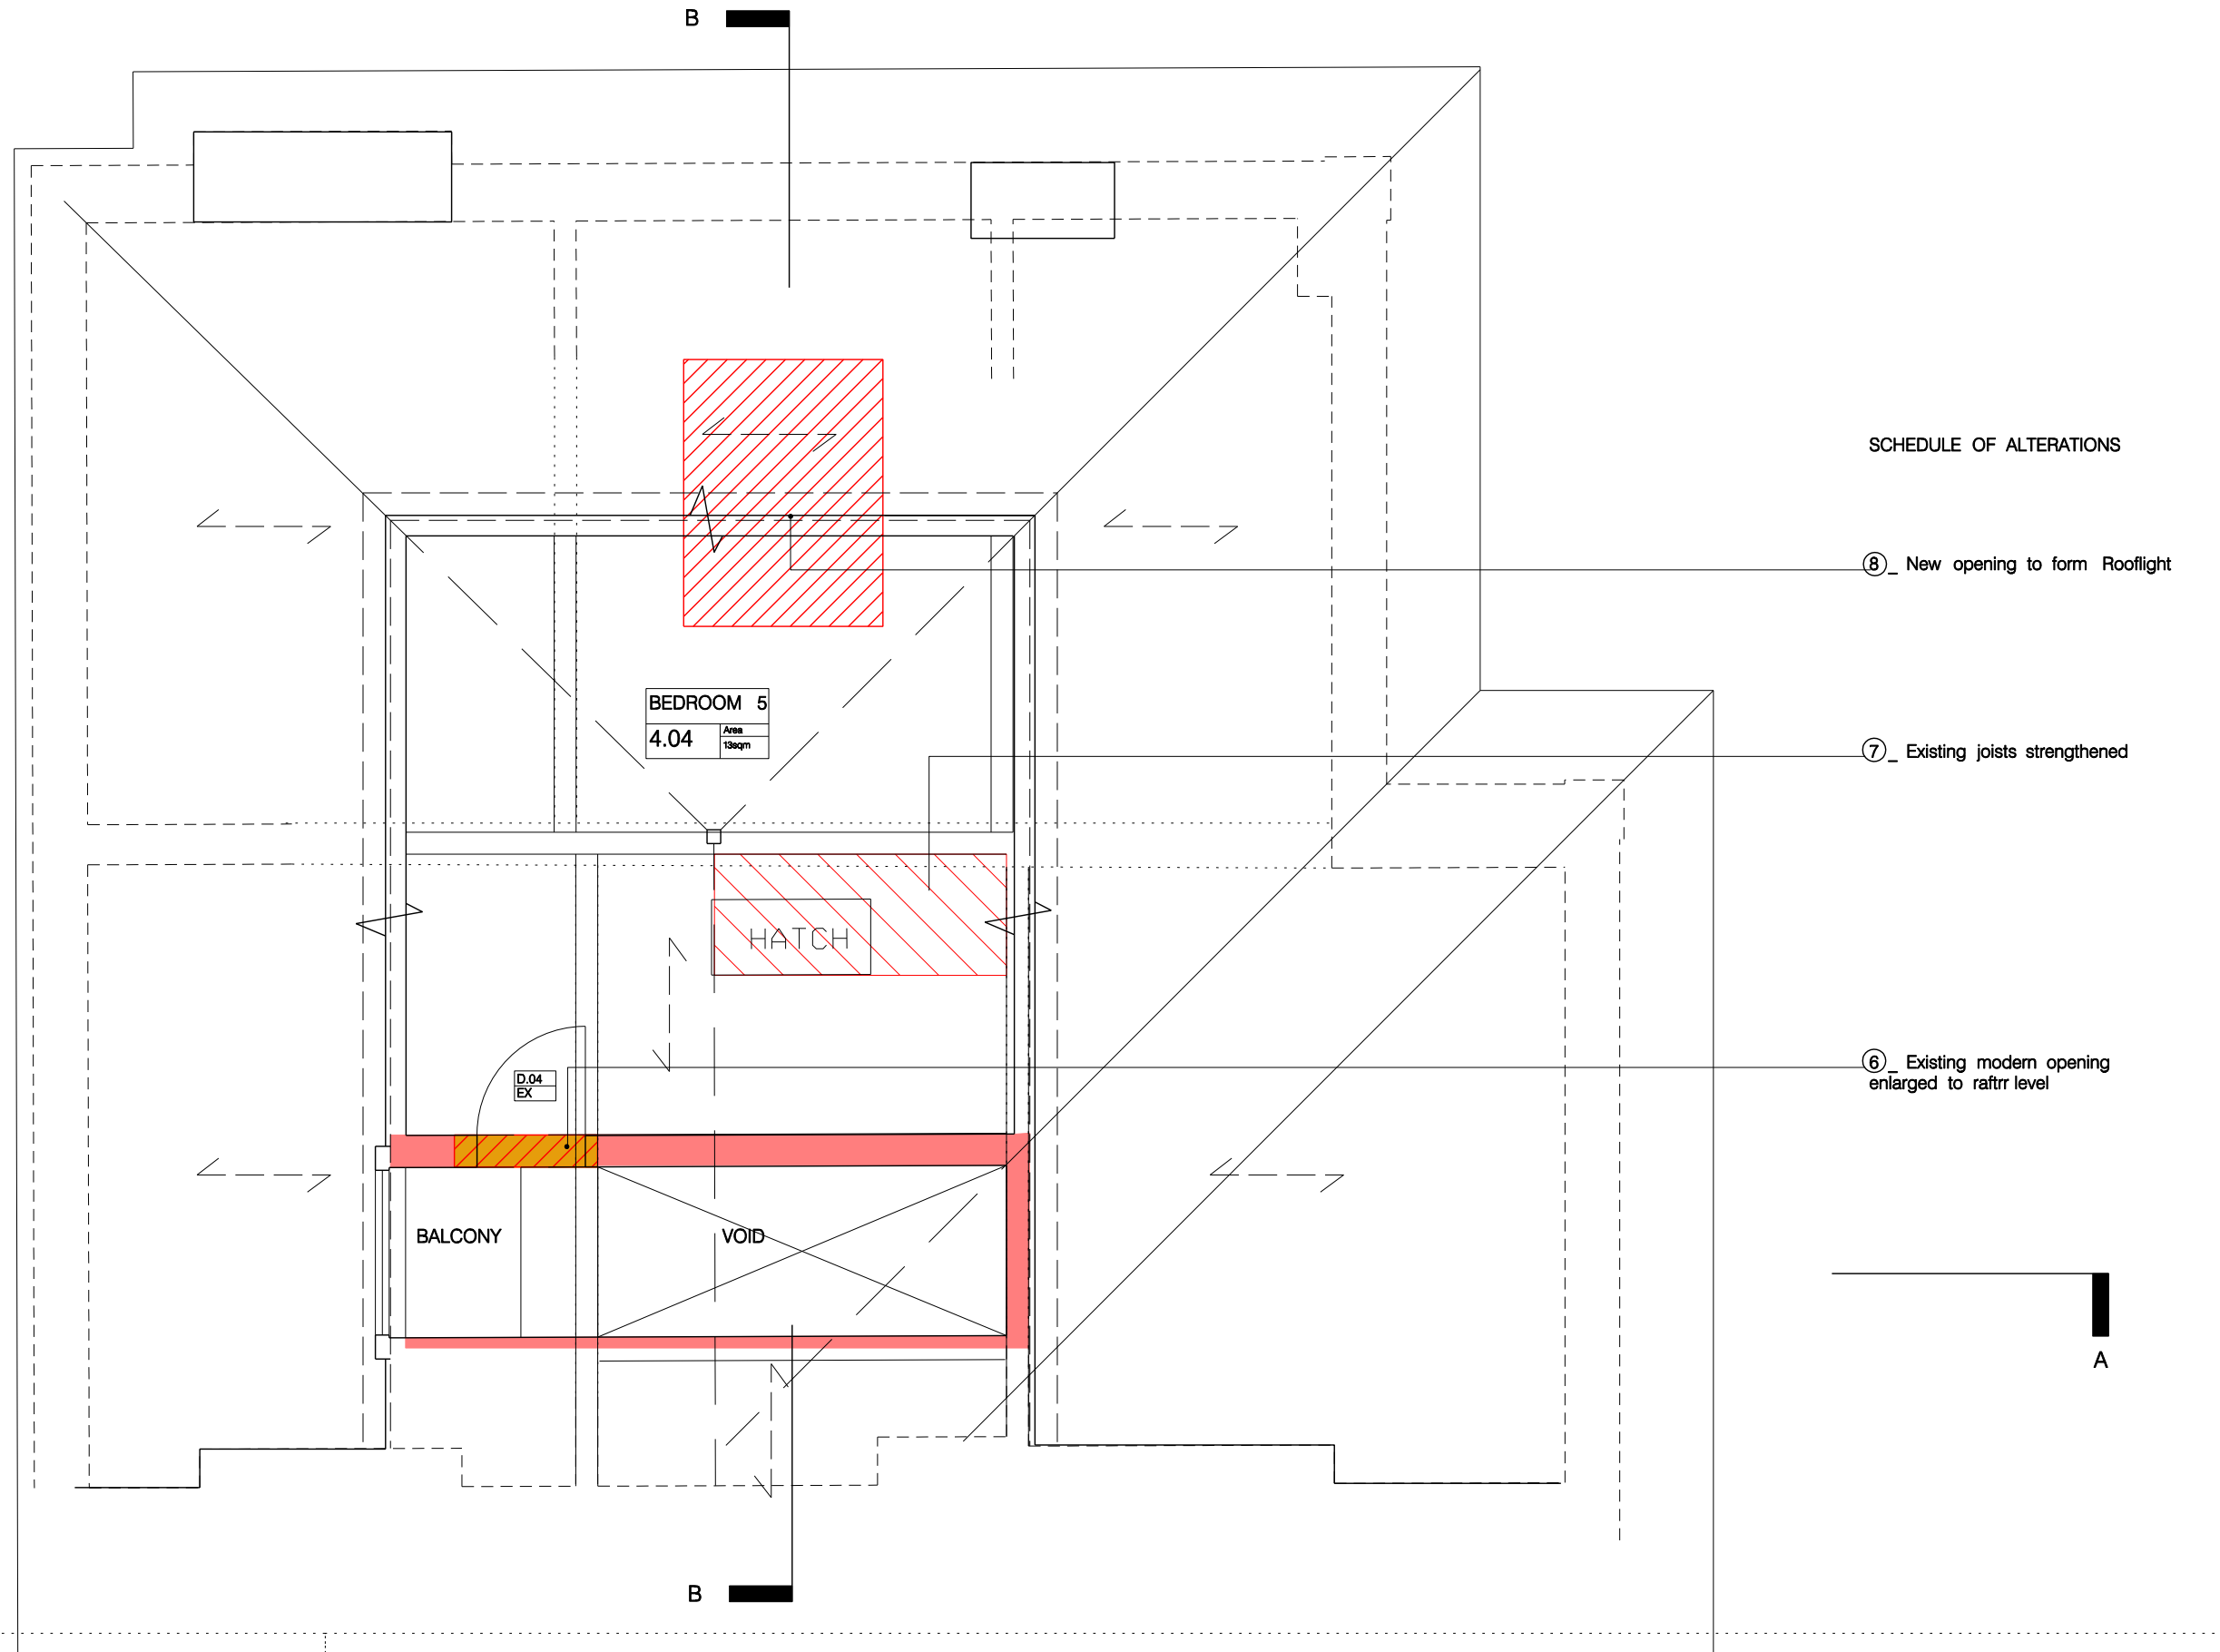 B
SCHEDULE OF ALTERATIONS
8_ New opening to form Rooflight
BEDROOM 5
4.04
Area
13sqm
7_ Existing joists strengthened
HATCH
6_ Existing modern opening
enlarged to raftrr level
D.04
EX
BALCONY
VOID
A
B